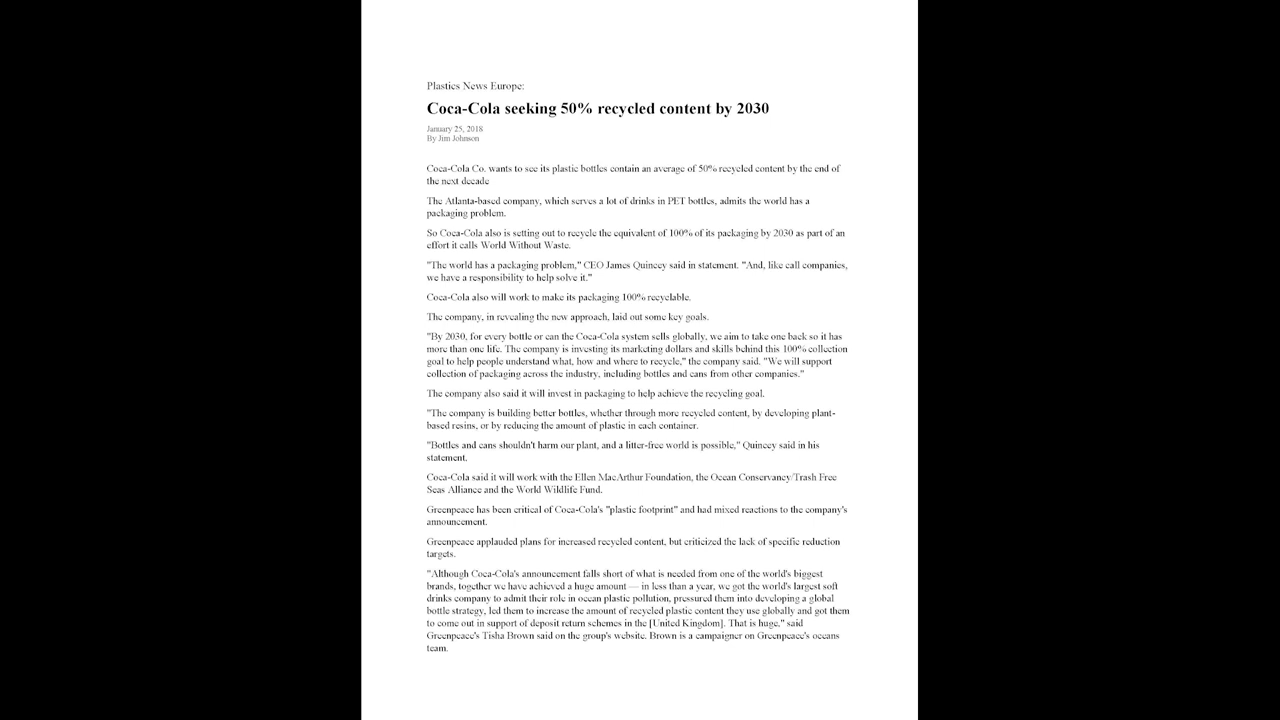 Plastics News Europe:
Coca-Cola seeking 50% recycled content by 2030
January 25, 2018
By Jim Johnson
Coca-Cola Co. wants to see its plastic bottles contain an average of 50% recycled content by the end of
the next decade
The Atlanta-based company, which serves a lot of drinks in PET bottles, admits the world has a
packaging problem.
So Coca-Cola also is setting out to recycle the equivalent of 100% of its packaging by 2030 as part of an
effort it calls World Without Waste.
"The world has a packaging problem," CEO James Quincey said in statement. "And, like call companies,
we have a responsibility to help solve it."
Coca-Cola also will work to make its packaging 100% recyclable.
The company, in revealing the new approach, laid out some key goals.
"By 2030, for every bottle or can the Coca-Cola system sells globally, we aim to take one back so it has
more than one life. The company is investing its marketing dollars and skills behind this 100% collection
goal to help people understand what, how and where to recycle," the company said. "We will support
collection of packaging across the industry, including bottles and cans from other companies."
The company also said it will invest in packaging to help achieve the recycling goal.
"The company is building better bottles, whether through more recycled content, by developing plant-
based resins, or by reducing the amount of plastic in each container.
"Bottles and cans shouldn't harm our plant, and a litter-free world is possible," Quincey said in his
statement.
Coca-Cola said it will work with the Ellen MacArthur Foundation, the Ocean Conservancy/Trash Free
Seas Alliance and the World Wildlife Fund.
Greenpeace has been critical of Coca-Cola's "plastic footprint" and had mixed reactions to the company's
announcement.
Greenpeace applauded plans for increased recycled content, but criticized the lack of specific reduction
targets.
"Although Coca-Cola's announcement falls short of what is needed from one of the world's biggest
brands, together we have achieved a huge amount — in less than a year, we got the world's largest soft
drinks company to admit their role in ocean plastic pollution, pressured them into developing a global
bottle strategy, led them to increase the amount of recycled plastic content they use globally and got them
to come out in support of deposit return schemes in the [United Kingdom]. That is huge," said
Greenpeace's Tisha Brown said on the group's website. Brown is a campaigner on Greenpeace's oceans
team.